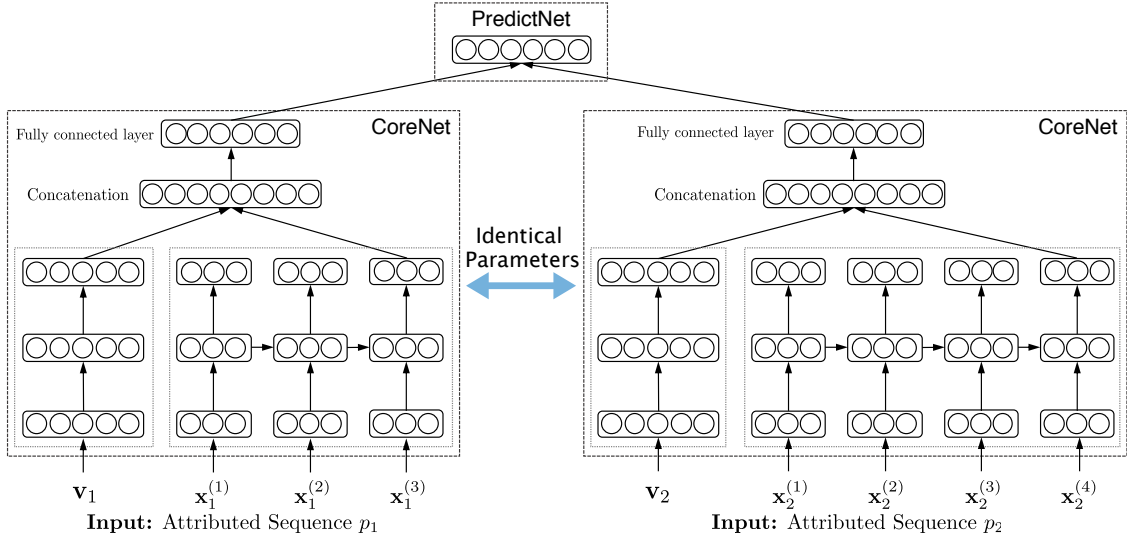 PredictNet
CoreNet
Fully connected layer
Concatenation
CoreNet
Fully connected layer
Concatenation
Identical
Parameters
v₁ x₁⁽¹⁾ x₁⁽²⁾ x₁⁽³⁾
Input: Attributed Sequence p₁
v₂ x₂⁽¹⁾ x₂⁽²⁾ x₂⁽³⁾ x₂⁽⁴⁾
Input: Attributed Sequence p₂